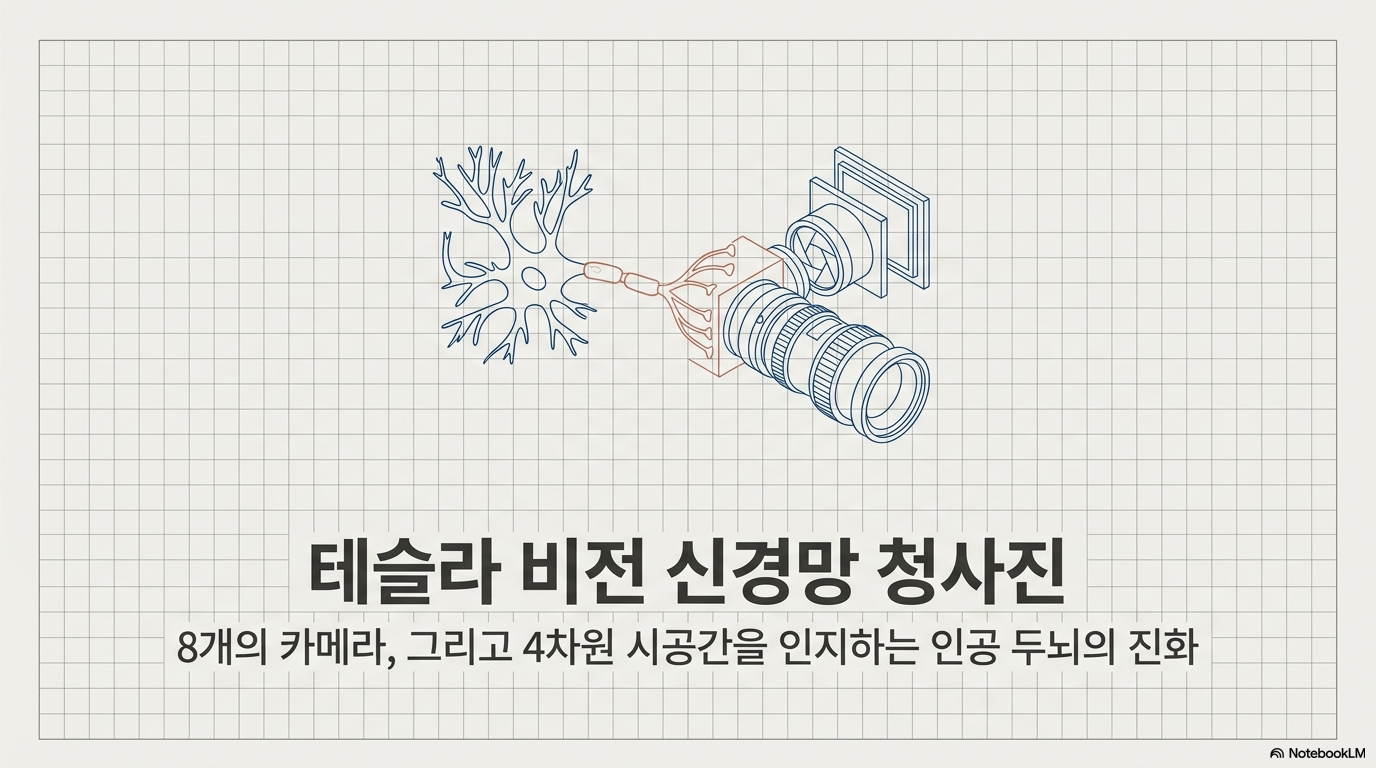 테슬라 비전 신경망 청사진
8개의 카메라, 그리고 4차원 시공간을 인지하는 인공 두뇌의 진화
NotebookLM